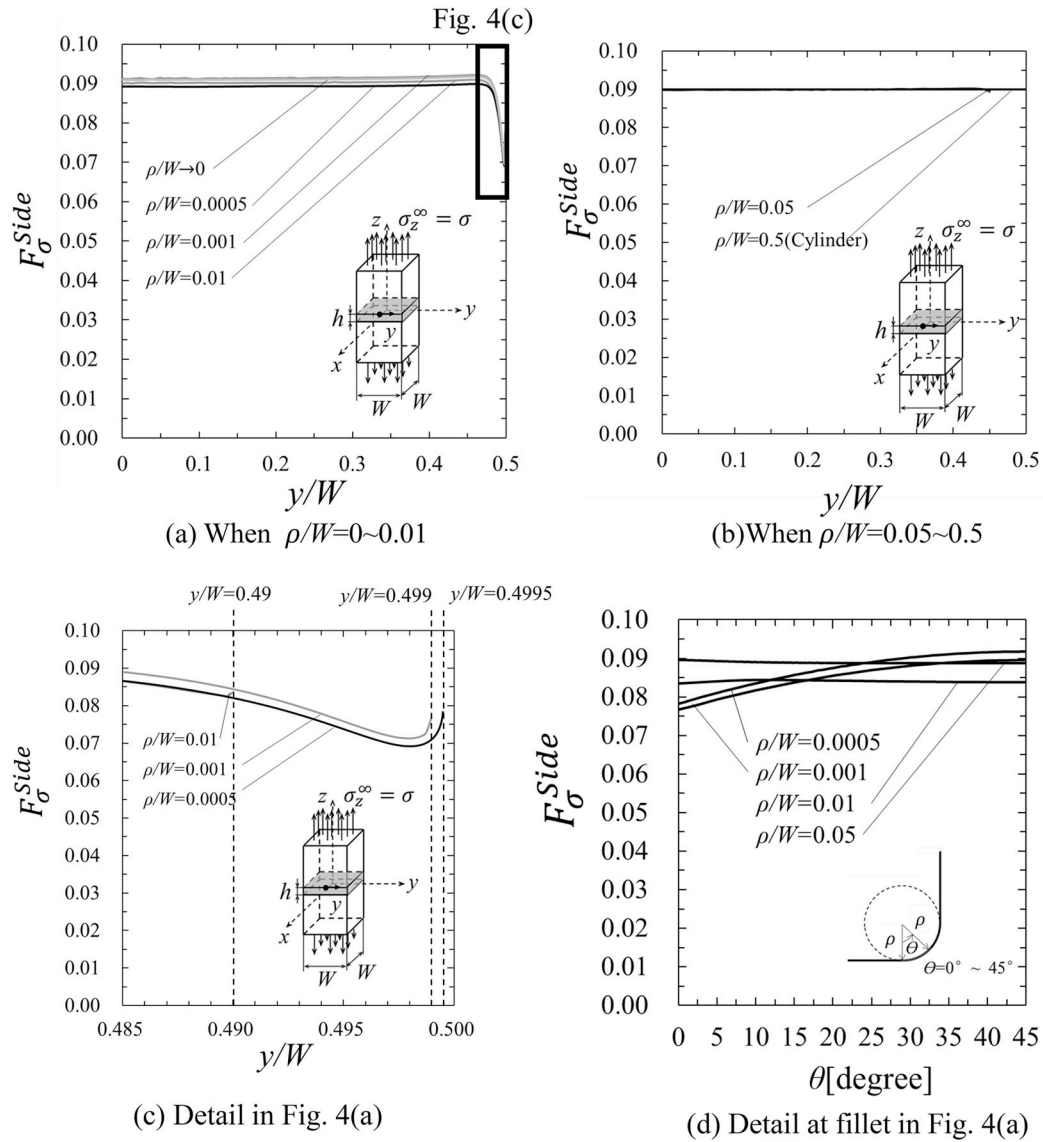 Fig. 4(c)
0.10
0.09
0.08
0.07
0.06
0.05
0.04
0.03
0.02
0.01
0.00
F_σ^Side
ρ/W→0
ρ/W=0.0005
ρ/W=0.001
ρ/W=0.01
z σ_z^∞ = σ
h
y
y
x
W
W
0 0.1 0.2 0.3 0.4 0.5
y/W
(a) When ρ/W=0~0.01
0.10
0.09
0.08
0.07
0.06
0.05
0.04
0.03
0.02
0.01
0.00
F_σ^Side
ρ/W=0.05
ρ/W=0.5(Cylinder)
z σ_z^∞ = σ
h
y
y
x
W
W
0 0.1 0.2 0.3 0.4 0.5
y/W
(b)When ρ/W=0.05~0.5
y/W=0.49 y/W=0.499 y/W=0.4995
0.10
0.09
0.08
0.07
0.06
0.05
0.04
0.03
0.02
0.01
0.00
F_σ^Side
ρ/W=0.01
ρ/W=0.001
ρ/W=0.0005
z σ_z^∞ = σ
h
y
y
x
W
W
0.485 0.490 0.495 0.500
y/W
(c) Detail in Fig. 4(a)
0.10
0.09
0.08
0.07
0.06
0.05
0.04
0.03
0.02
0.01
0.00
F_σ^Side
ρ/W=0.0005
ρ/W=0.001
ρ/W=0.01
ρ/W=0.05
ρ
ρ
Θ
Θ=0° ~ 45°
0 5 10 15 20 25 30 35 40 45
θ[degree]
(d) Detail at fillet in Fig. 4(a)